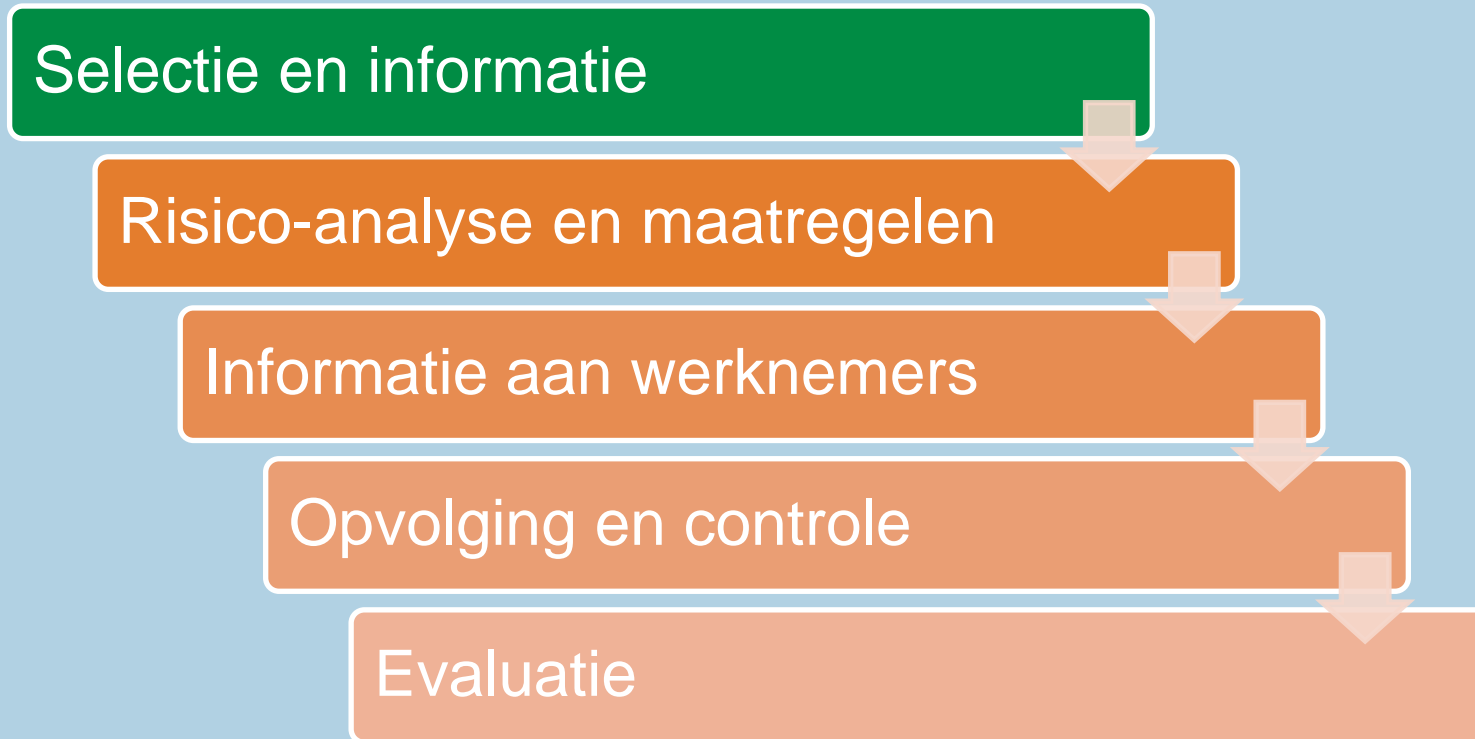 Selectie en informatie
Risico-analyse en maatregelen
Informatie aan werknemers
Opvolging en controle
Evaluatie